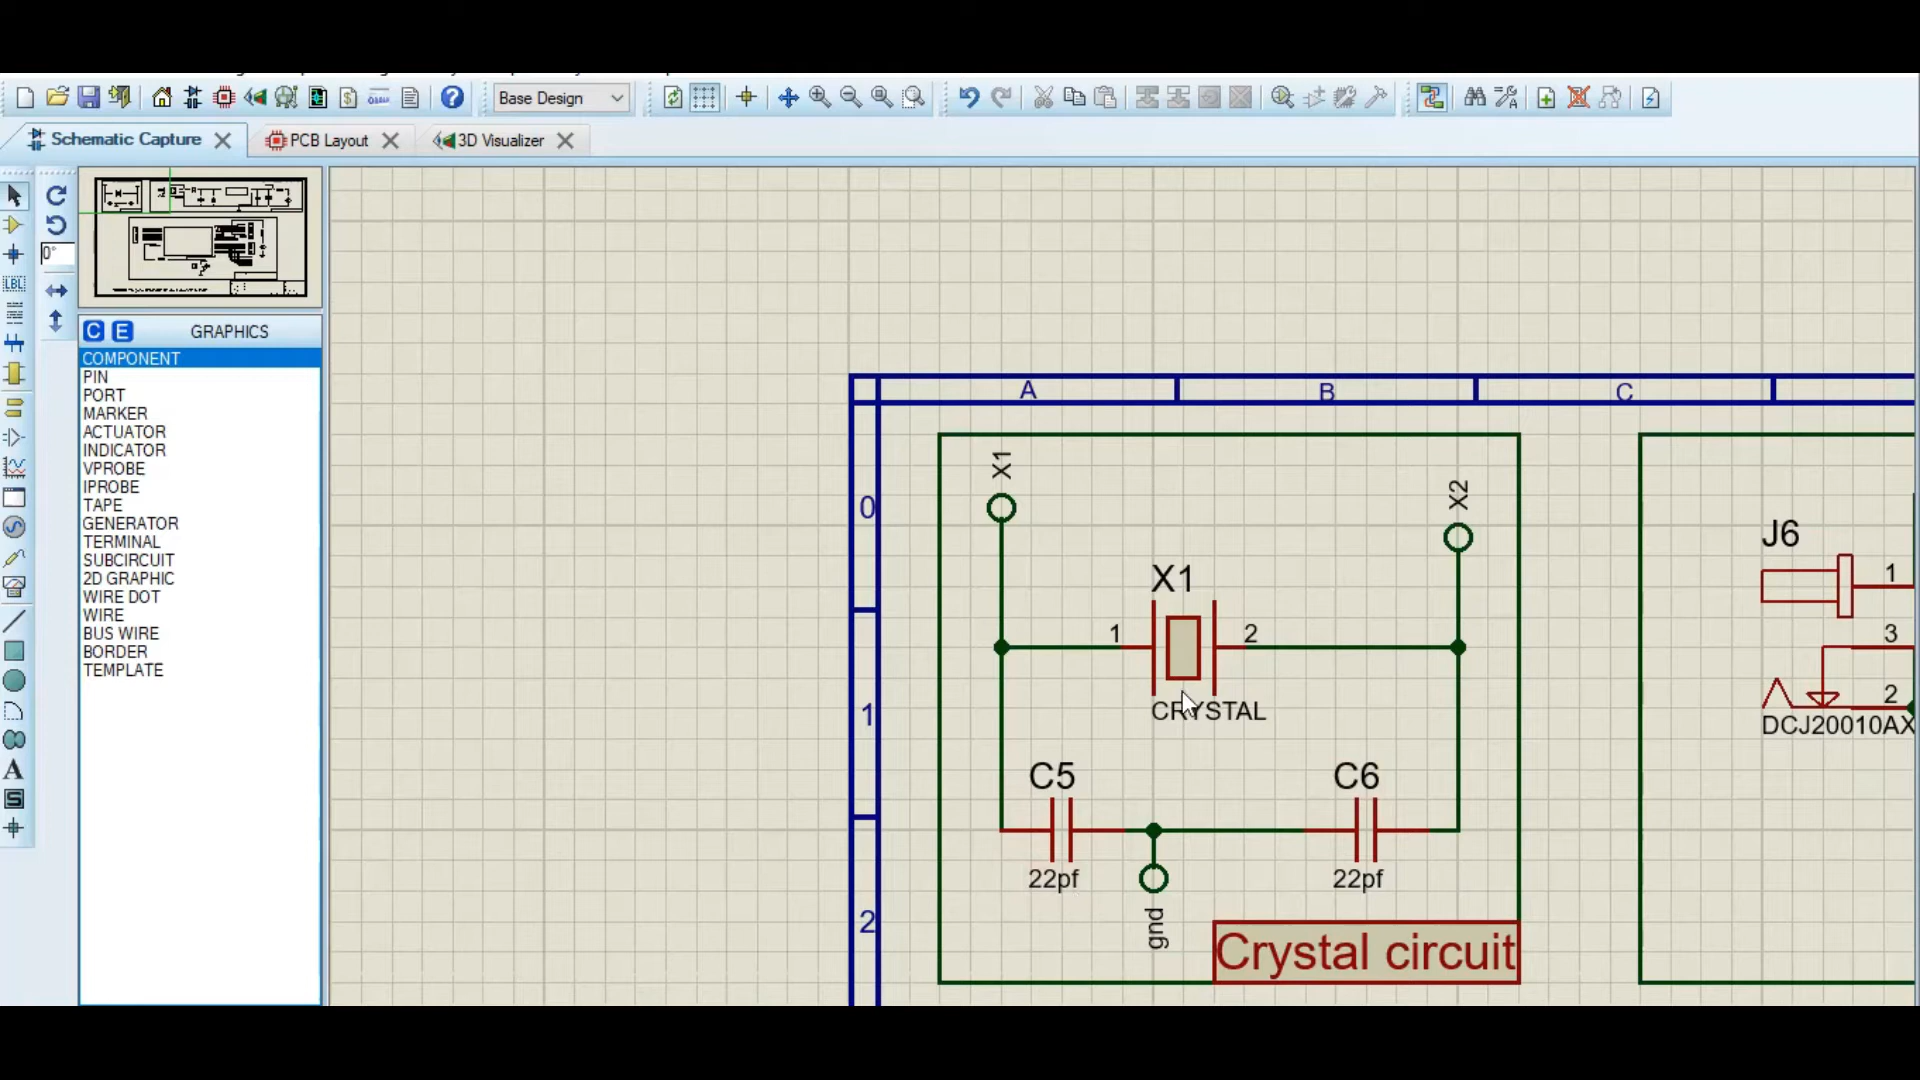 Base Design
Schematic Capture
PCB Layout
3D Visualizer
0°
LBL
C E GRAPHICS
COMPONENT
PIN
PORT
MARKER
ACTUATOR
INDICATOR
VPROBE
IPROBE
TAPE
GENERATOR
TERMINAL
SUBCIRCUIT
2D GRAPHIC
WIRE DOT
WIRE
BUS WIRE
BORDER
TEMPLATE
A
S
A B C
0
1
2
X1
X2
X1
1 2
CRYSTAL
C5
22pf
C6
22pf
gnd
Crystal circuit
J6
1
3
2
DCJ20010AX